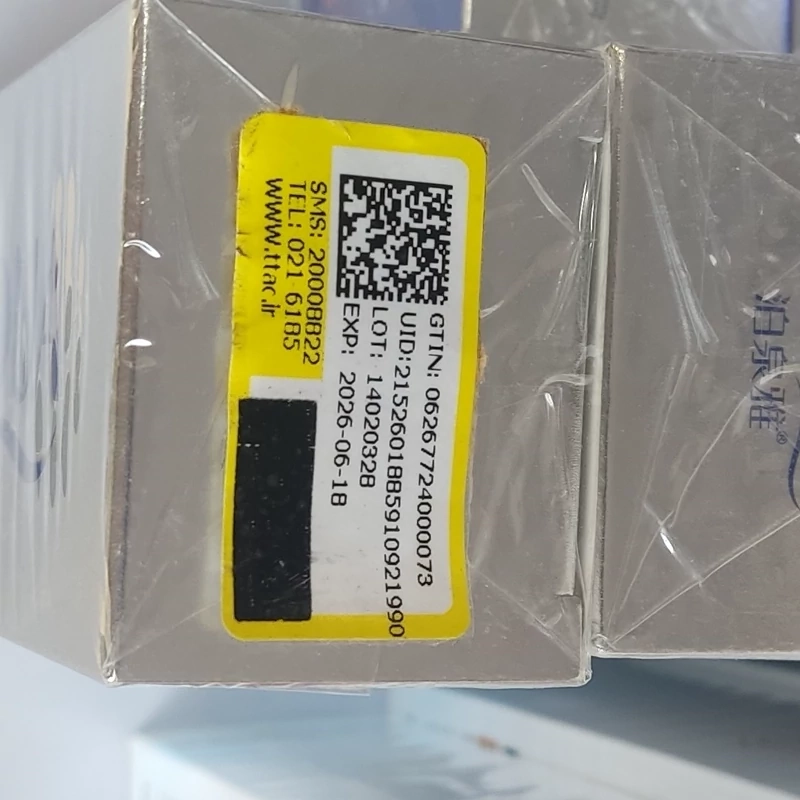 GTIN: 06267724000073
UID:2152601885910921990
LOT: 14020328
EXP: 2026-06-18
SMS: 20008822
TEL: 021 6185
www.ttac.ir
泊泉雅®